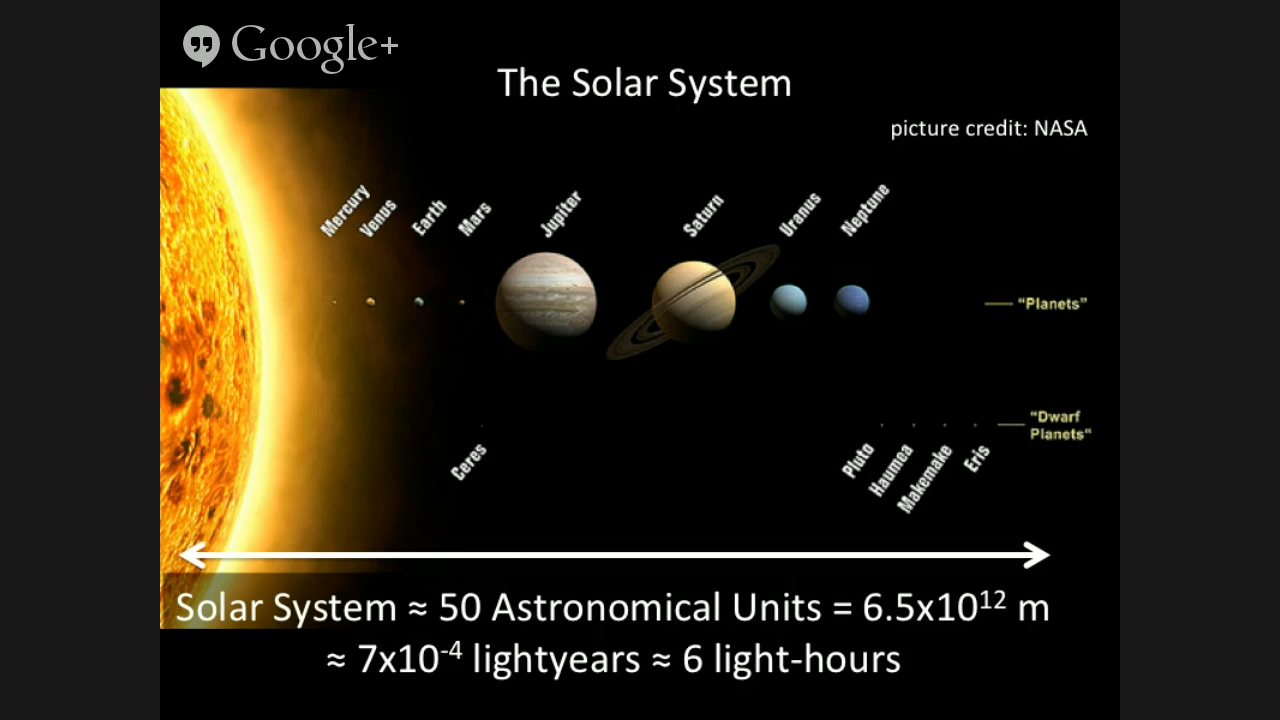 Google+
The Solar System
picture credit: NASA
Mercury
Venus
Earth
Mars
Jupiter
Saturn
Uranus
Neptune
"Planets"
"Dwarf
Planets"
Ceres
Pluto
Haumea
Makemake
Eris
Solar System ≈ 50 Astronomical Units = 6.5x10¹² m
≈ 7x10⁻⁴ lightyears ≈ 6 light-hours